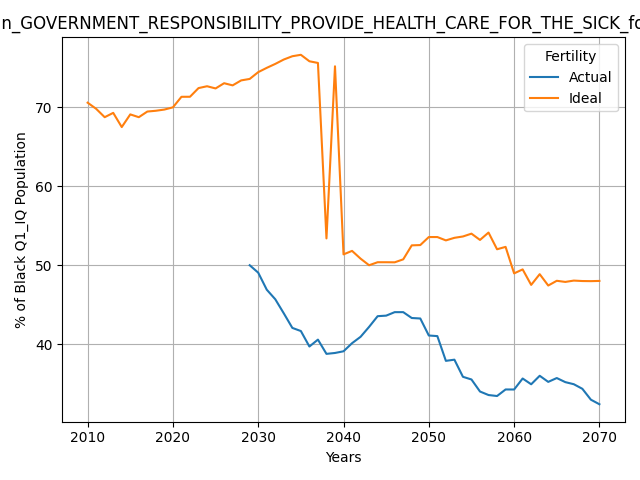 n_GOVERNMENT_RESPONSIBILITY_PROVIDE_HEALTH_CARE_FOR_THE_SICK_fo
Fertility
Actual
Ideal
% of Black Q1_IQ Population
70
60
50
40
2010 2020 2030 2040 2050 2060 2070
Years